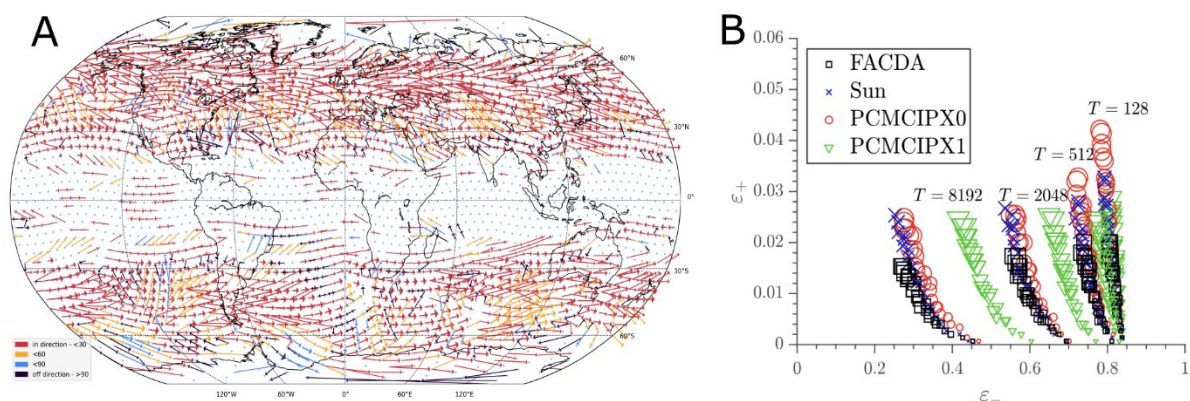 A
60°N
30°N
0°
30°S
60°S
in direction - <30
<60
<90
off direction - >90
120°W
60°W
0°
60°E
120°E
B
0.06
0.05
0.04
0.03
0.02
0.01
0
ε+
FACDA
Sun
PCMCIPX0
PCMCIPX1
T = 128
T = 512
T = 8192
T = 2048
0
0.2
0.4
0.6
0.8
1
ε−